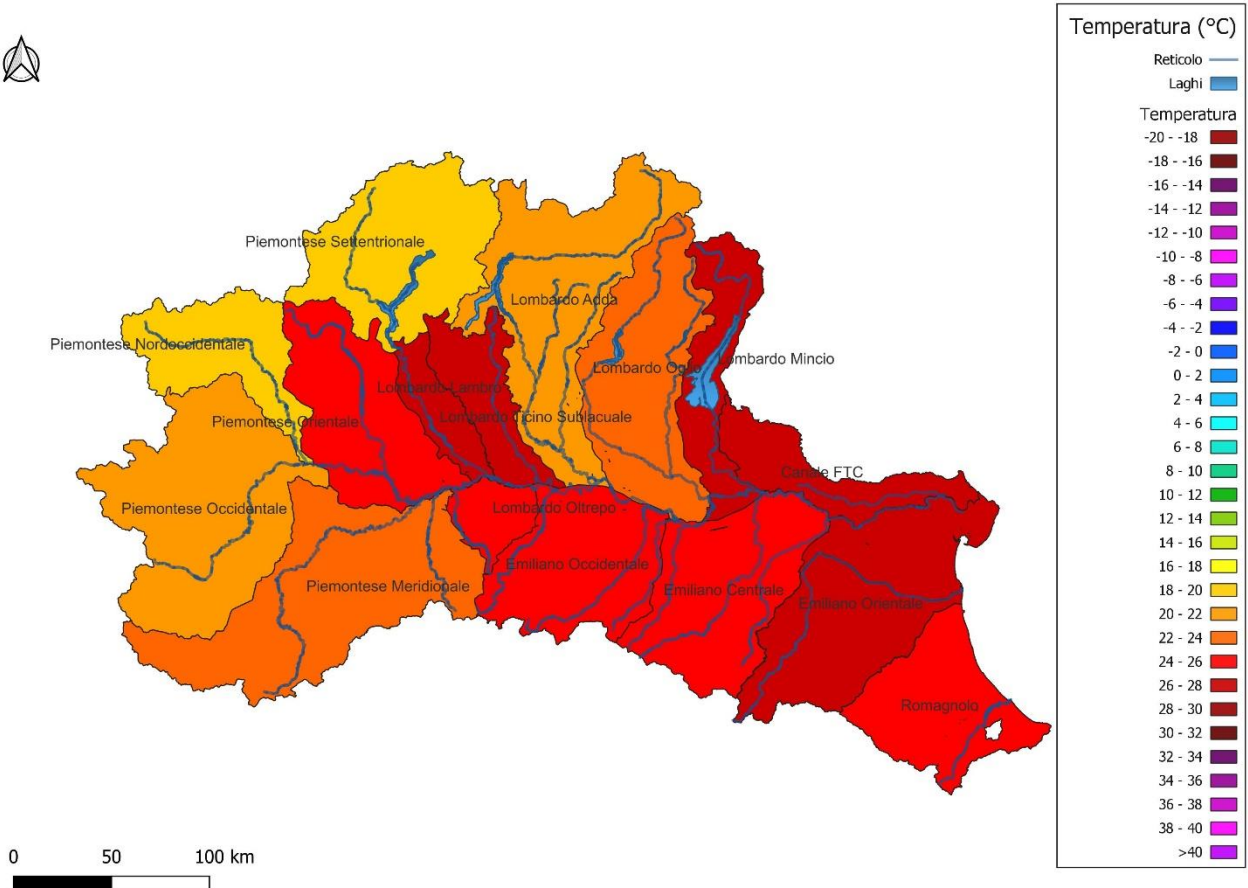 Temperatura (°C)
Reticolo
Laghi
Temperatura
-20 - -18
-18 - -16
-16 - -14
-14 - -12
-12 - -10
-10 - -8
-8 - -6
-6 - -4
-4 - -2
-2 - 0
0 - 2
2 - 4
4 - 6
6 - 8
8 - 10
10 - 12
12 - 14
14 - 16
16 - 18
18 - 20
20 - 22
22 - 24
24 - 26
26 - 28
28 - 30
30 - 32
32 - 34
34 - 36
36 - 38
38 - 40
>40
Piemontese Settentrionale
Lombardo Adda
Piemontese Nordoccidentale
Lombardo Mincio
Lombardo Oglio
Lombardo Lambro
Lombardo Ticino Sublacuale
Piemontese Orientale
Canale FTC
Piemontese Occidentale
Lombardo Oltrepo
Emiliano Occidentale
Piemontese Meridionale
Emiliano Centrale
Emiliano Orientale
Romagnolo
0 50 100 km